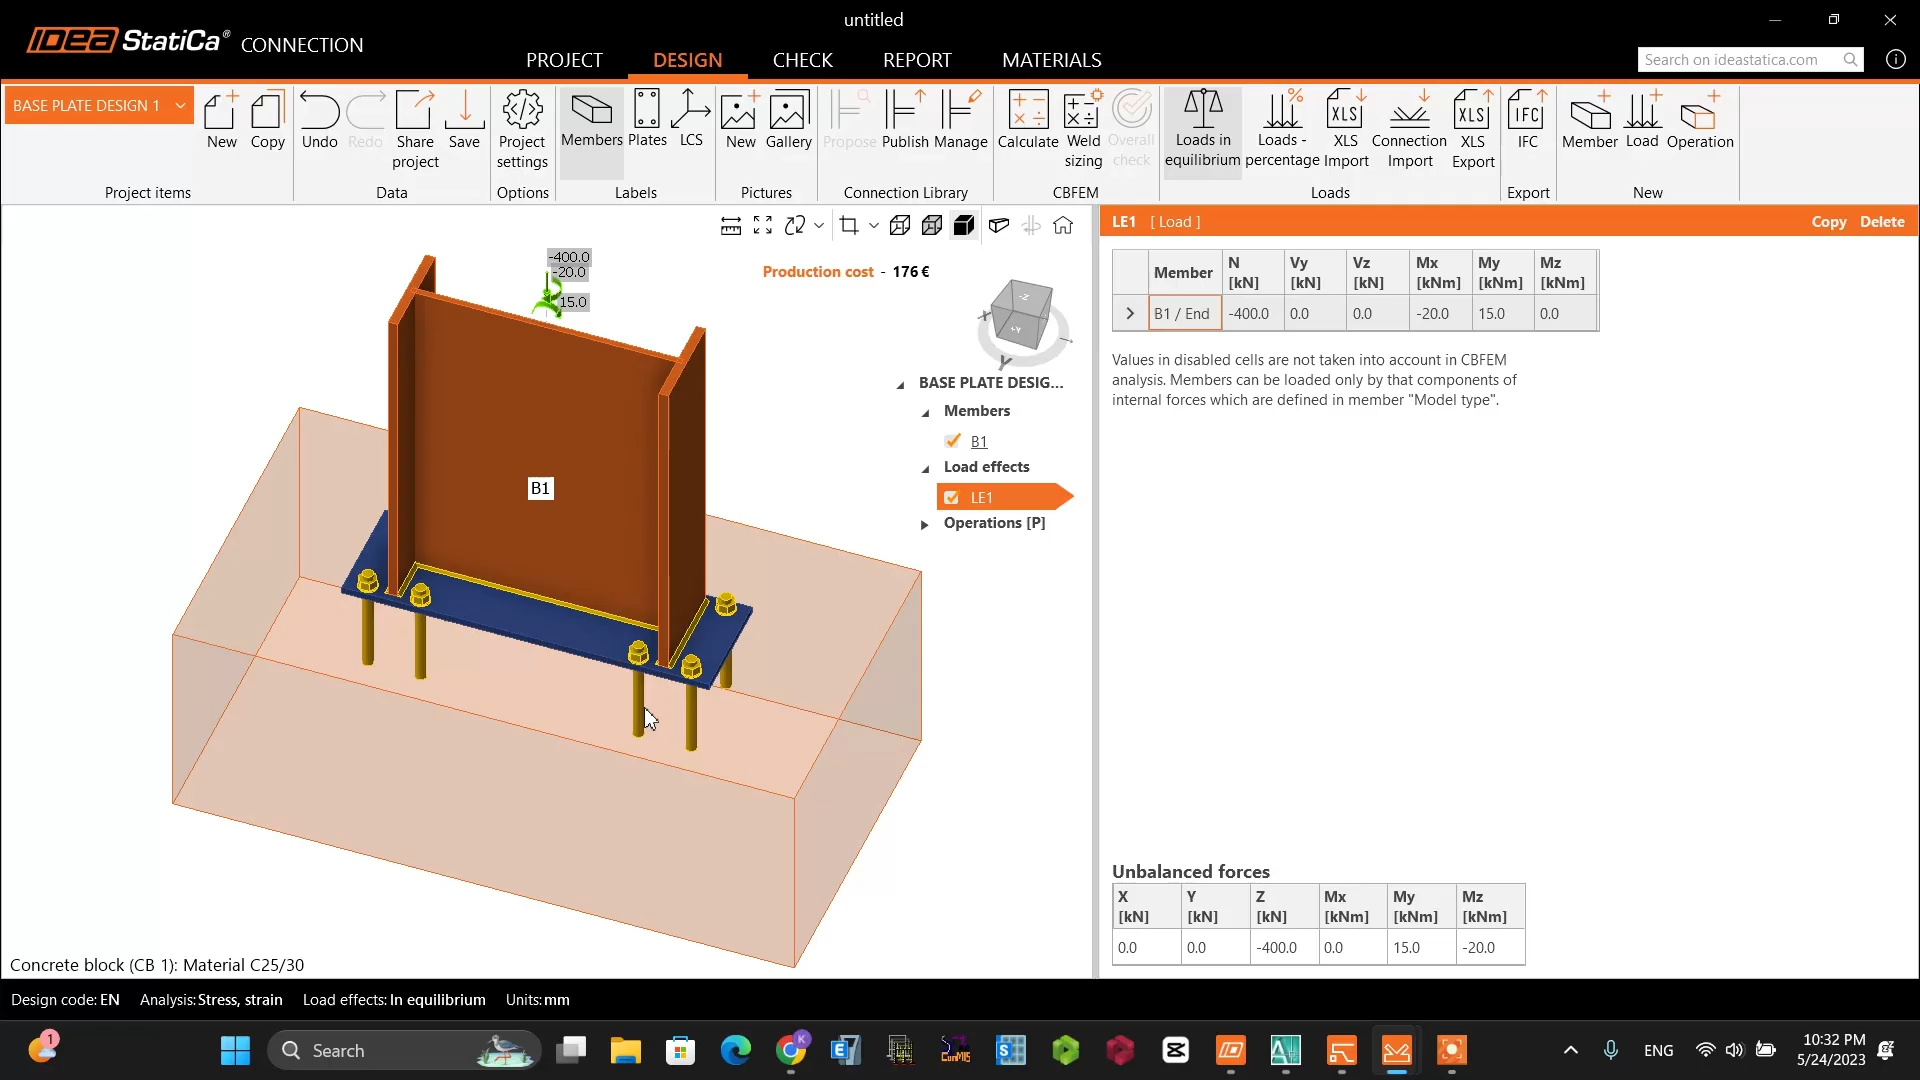 untitled
IDEA StatiCa® CONNECTION
PROJECT DESIGN CHECK REPORT MATERIALS
Search on ideastatica.com
BASE PLATE DESIGN 1
New Copy Undo Redo Share project Save Project settings Members Plates LCS New Gallery Propose Publish Manage Calculate Weld sizing Overall check Loads in equilibrium Loads - percentage XLS Import Connection Import XLS Export IFC Member Load Operation
Project items Data Options Labels Pictures Connection Library CBFEM Loads Export New
LE1 [ Load ] Copy Delete
-400.0
-20.0
15.0
Production cost - 176 €
-Z
+Y
X
Y
B1
BASE PLATE DESIG...
Members
B1
Load effects
LE1
Operations [P]
Member N [kN] Vy [kN] Vz [kN] Mx [kNm] My [kNm] Mz [kNm]
B1 / End -400.0 0.0 0.0 -20.0 15.0 0.0
Values in disabled cells are not taken into account in CBFEM
analysis. Members can be loaded only by that components of
internal forces which are defined in member "Model type".
Unbalanced forces
X [kN] Y [kN] Z [kN] Mx [kNm] My [kNm] Mz [kNm]
0.0 0.0 -400.0 0.0 15.0 -20.0
Concrete block (CB 1): Material C25/30
Design code: EN Analysis: Stress, strain Load effects: In equilibrium Units: mm
1
Search
ENG
10:32 PM
5/24/2023